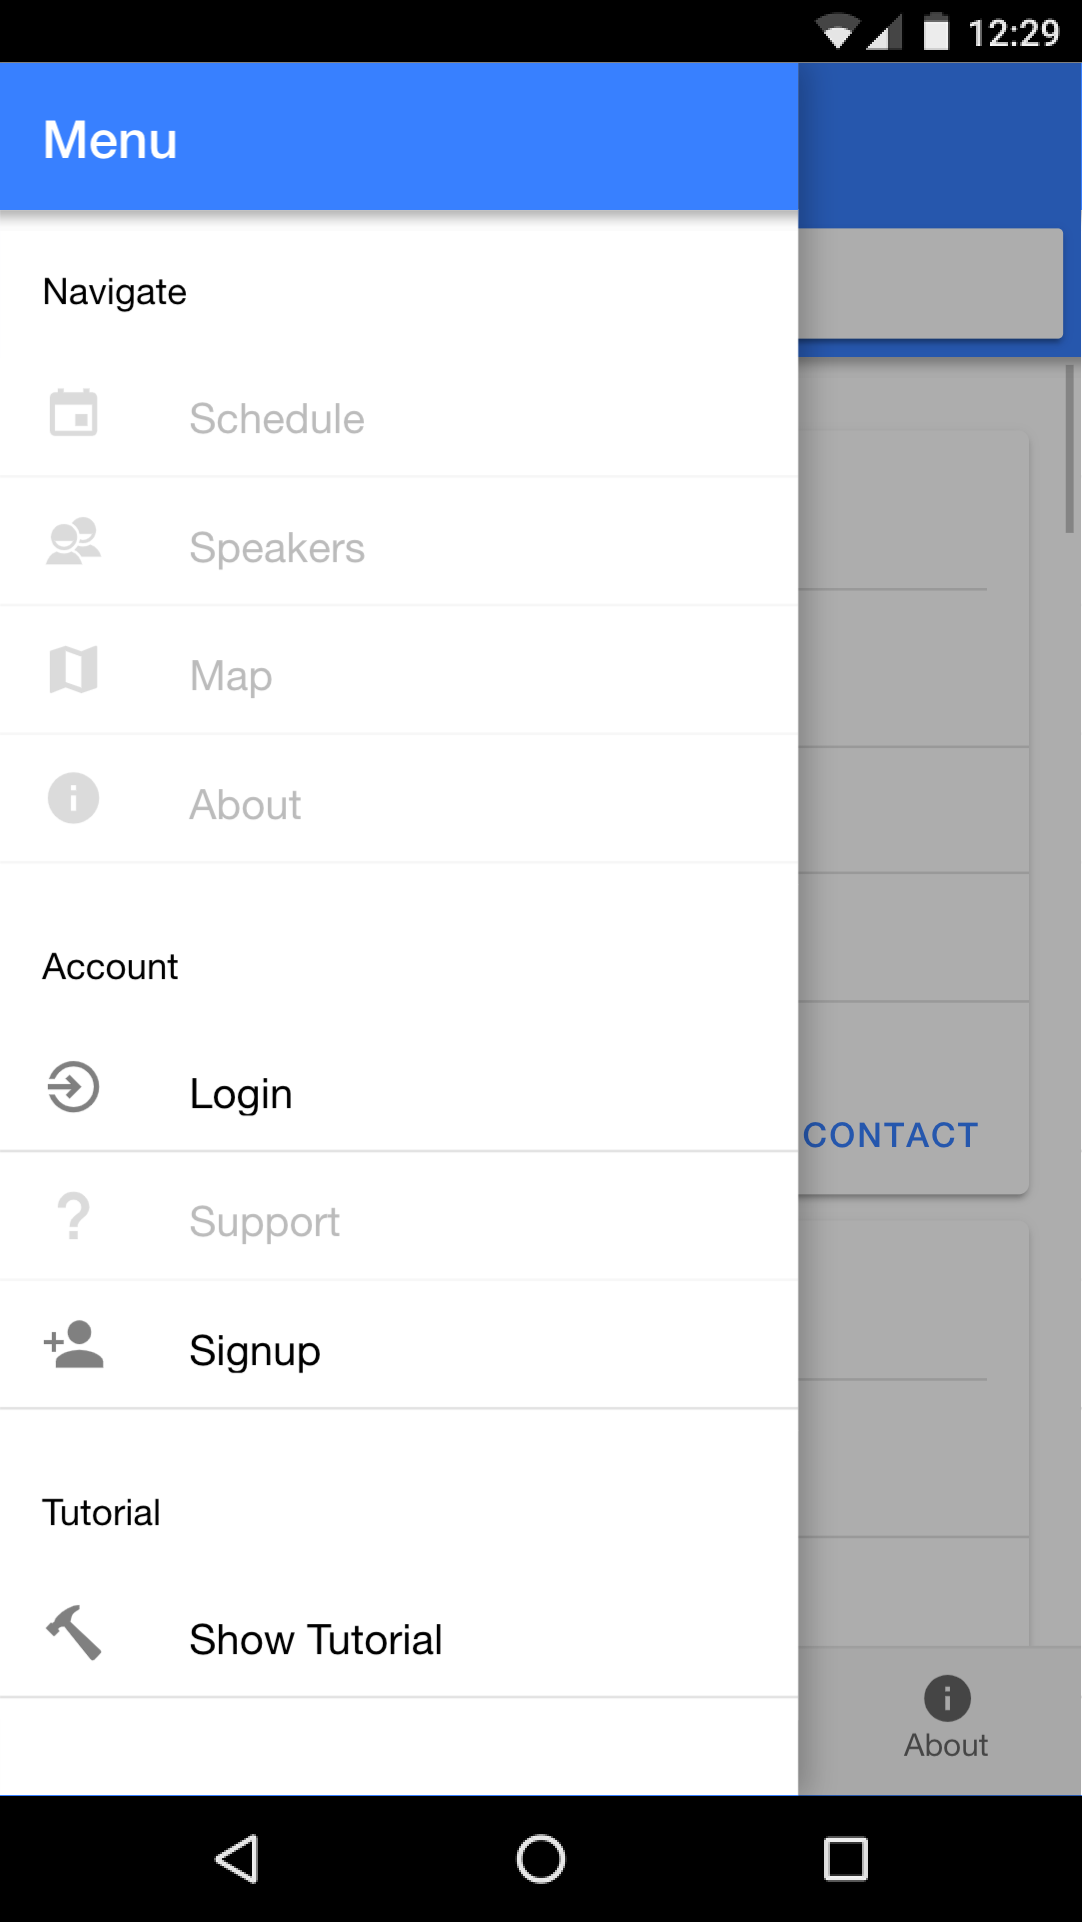 12:29
Menu
Navigate
Schedule
Speakers
Map
About
Account
Login
CONTACT
Support
Signup
Tutorial
Show Tutorial
About